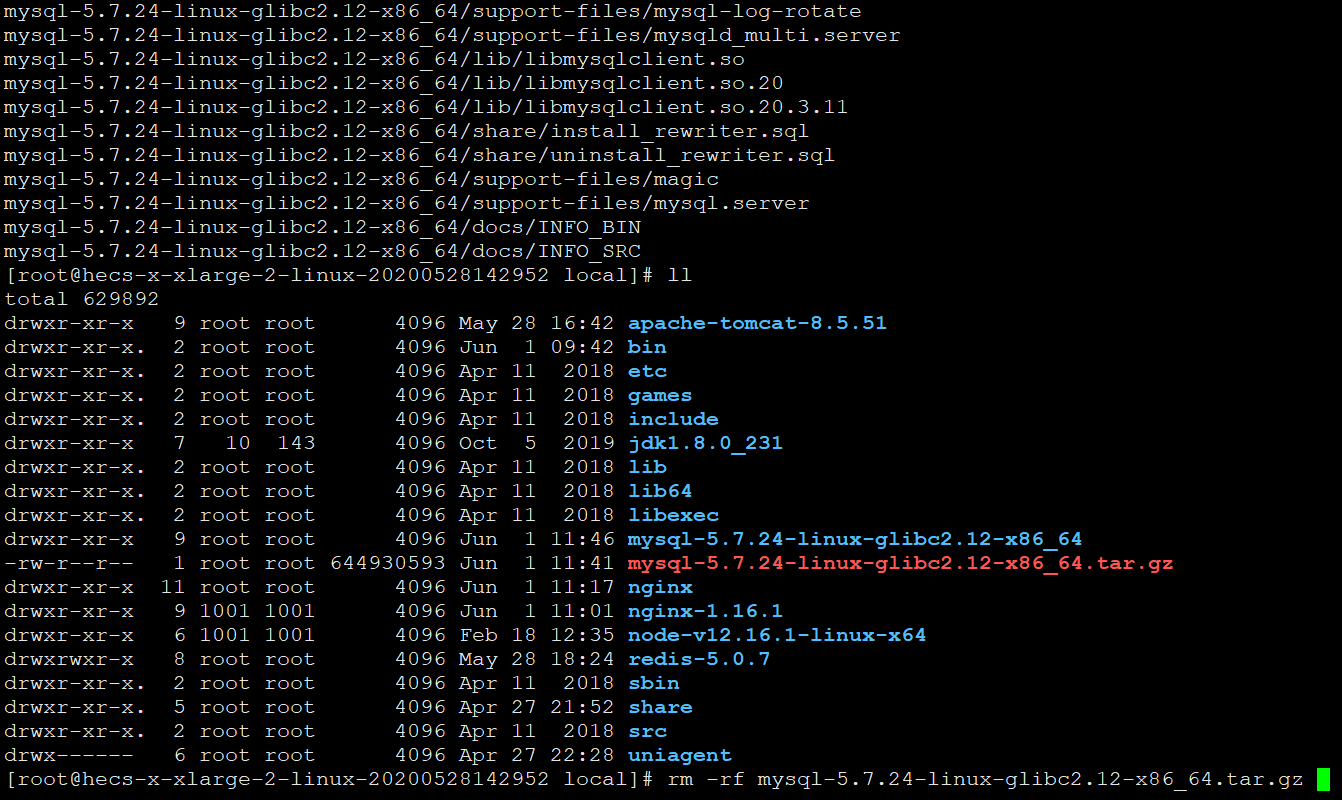 mysql-5.7.24-linux-glibc2.12-x86_64/support-files/mysql-log-rotate
mysql-5.7.24-linux-glibc2.12-x86_64/support-files/mysqld_multi.server
mysql-5.7.24-linux-glibc2.12-x86_64/lib/libmysqlclient.so
mysql-5.7.24-linux-glibc2.12-x86_64/lib/libmysqlclient.so.20
mysql-5.7.24-linux-glibc2.12-x86_64/lib/libmysqlclient.so.20.3.11
mysql-5.7.24-linux-glibc2.12-x86_64/share/install_rewriter.sql
mysql-5.7.24-linux-glibc2.12-x86_64/share/uninstall_rewriter.sql
mysql-5.7.24-linux-glibc2.12-x86_64/support-files/magic
mysql-5.7.24-linux-glibc2.12-x86_64/support-files/mysql.server
mysql-5.7.24-linux-glibc2.12-x86_64/docs/INFO_BIN
mysql-5.7.24-linux-glibc2.12-x86_64/docs/INFO_SRC
[root@hecs-x-xlarge-2-linux-20200528142952 local]# ll
total 629892
drwxr-xr-x   9 root root      4096 May 28 16:42 apache-tomcat-8.5.51
drwxr-xr-x.  2 root root      4096 Jun  1 09:42 bin
drwxr-xr-x.  2 root root      4096 Apr 11  2018 etc
drwxr-xr-x.  2 root root      4096 Apr 11  2018 games
drwxr-xr-x.  2 root root      4096 Apr 11  2018 include
drwxr-xr-x   7   10  143      4096 Oct  5  2019 jdk1.8.0_231
drwxr-xr-x.  2 root root      4096 Apr 11  2018 lib
drwxr-xr-x.  2 root root      4096 Apr 11  2018 lib64
drwxr-xr-x.  2 root root      4096 Apr 11  2018 libexec
drwxr-xr-x   9 root root      4096 Jun  1 11:46 mysql-5.7.24-linux-glibc2.12-x86_64
-rw-r--r--   1 root root 644930593 Jun  1 11:41 mysql-5.7.24-linux-glibc2.12-x86_64.tar.gz
drwxr-xr-x  11 root root      4096 Jun  1 11:17 nginx
drwxr-xr-x   9 1001 1001      4096 Jun  1 11:01 nginx-1.16.1
drwxr-xr-x   6 1001 1001      4096 Feb 18 12:35 node-v12.16.1-linux-x64
drwxrwxr-x   8 root root      4096 May 28 18:24 redis-5.0.7
drwxr-xr-x.  2 root root      4096 Apr 11  2018 sbin
drwxr-xr-x.  5 root root      4096 Apr 27 21:52 share
drwxr-xr-x.  2 root root      4096 Apr 11  2018 src
drwx------   6 root root      4096 Apr 27 22:28 uniagent
[root@hecs-x-xlarge-2-linux-20200528142952 local]# rm -rf mysql-5.7.24-linux-glibc2.12-x86_64.tar.gz